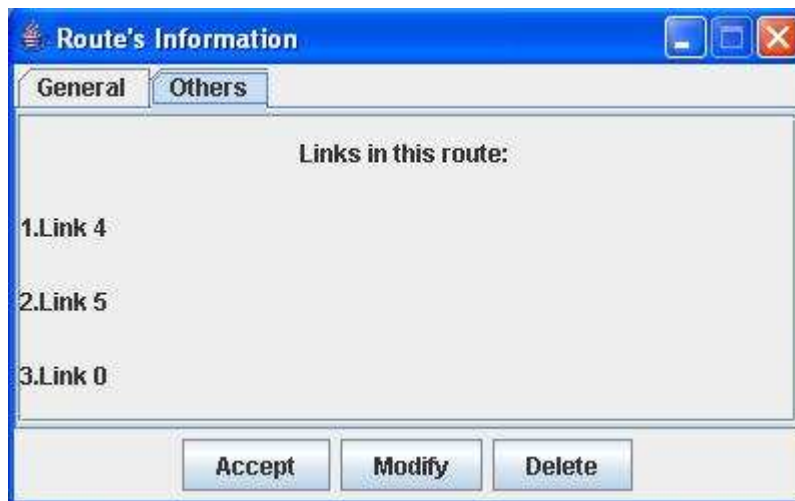 Route's Information
General Others
Links in this route:
1.Link 4
2.Link 5
3.Link 0
Accept Modify Delete